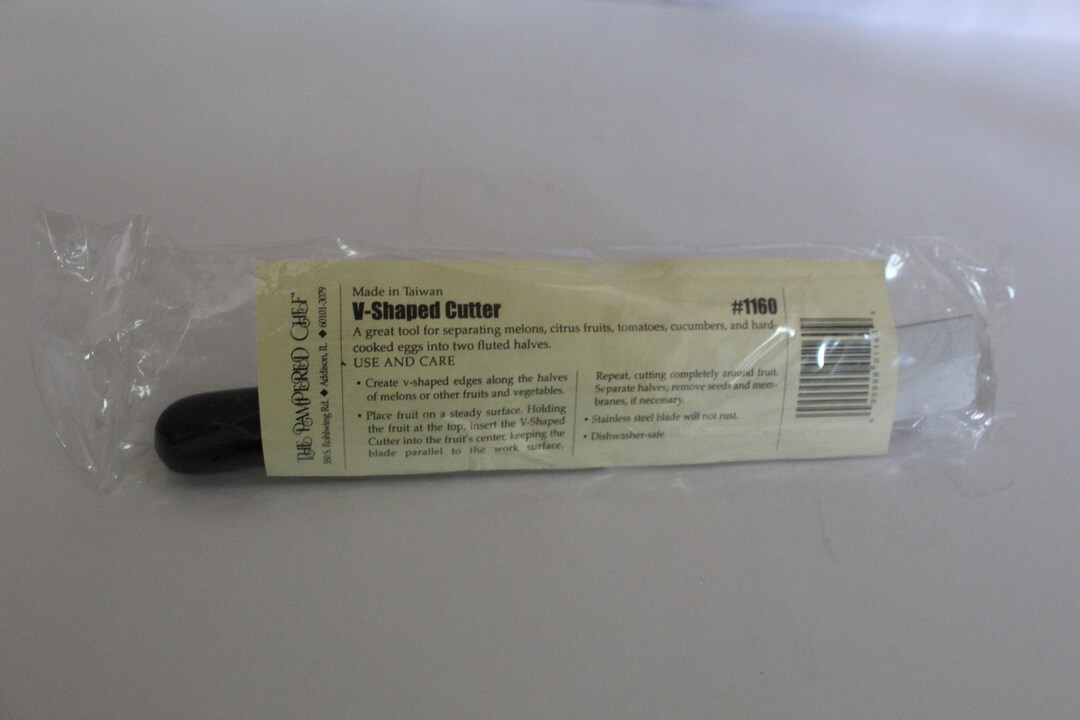 THE PAMPERED CHEF
Addison, IL ◆ 60101-3079
Made in Taiwan
V-Shaped Cutter
#1160
A great tool for separating melons, citrus fruits, tomatoes, cucumbers, and hard-
cooked eggs into two fluted halves.
USE AND CARE
• Create v-shaped edges along the halves
of melons or other fruits and vegetables.
• Place fruit on a steady surface. Holding
the fruit at the top, insert the V-Shaped
Cutter into the fruit's center, keeping the
blade parallel to the work surface.
Repeat, cutting completely around fruit.
Separate halves; remove seeds and mem-
branes, if necessary.
• Stainless steel blade will not rust.
• Dishwasher-safe